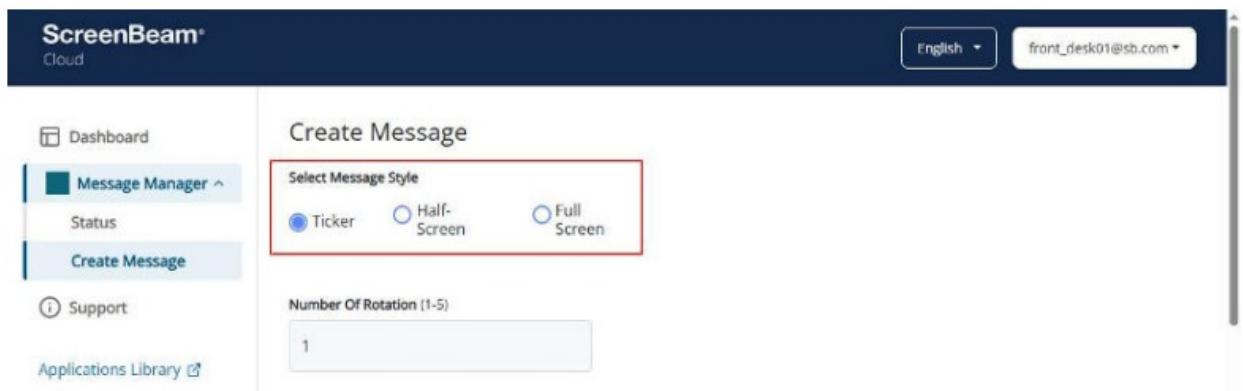 ScreenBeam
Cloud
English
front_desk01@sb.com
Dashboard
Message Manager
Status
Create Message
Support
Applications Library
Create Message
Select Message Style
Ticker
Half-
Screen
Full
Screen
Number Of Rotation (1-5)
1